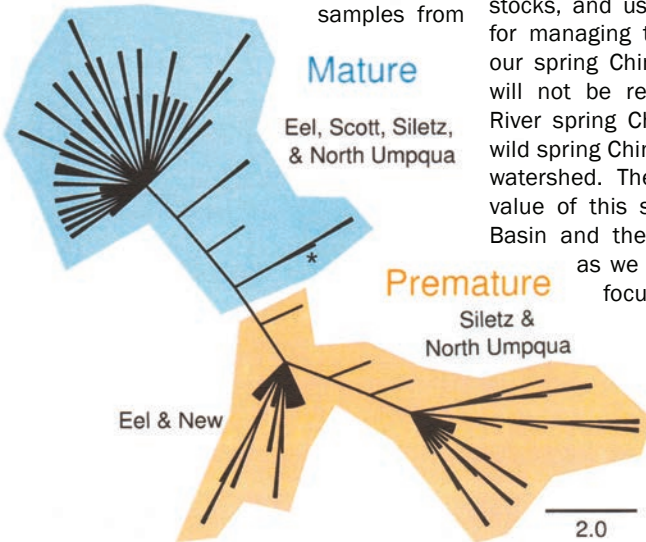 samples from
stocks, and us
for managing t
our spring Chin
will not be re
River spring Ch
wild spring Chin
watershed. The
value of this s
Basin and the
as we
focu
Mature
Eel, Scott, Siletz,
& North Umpqua
*
Premature
Siletz &
North Umpqua
Eel & New
2.0